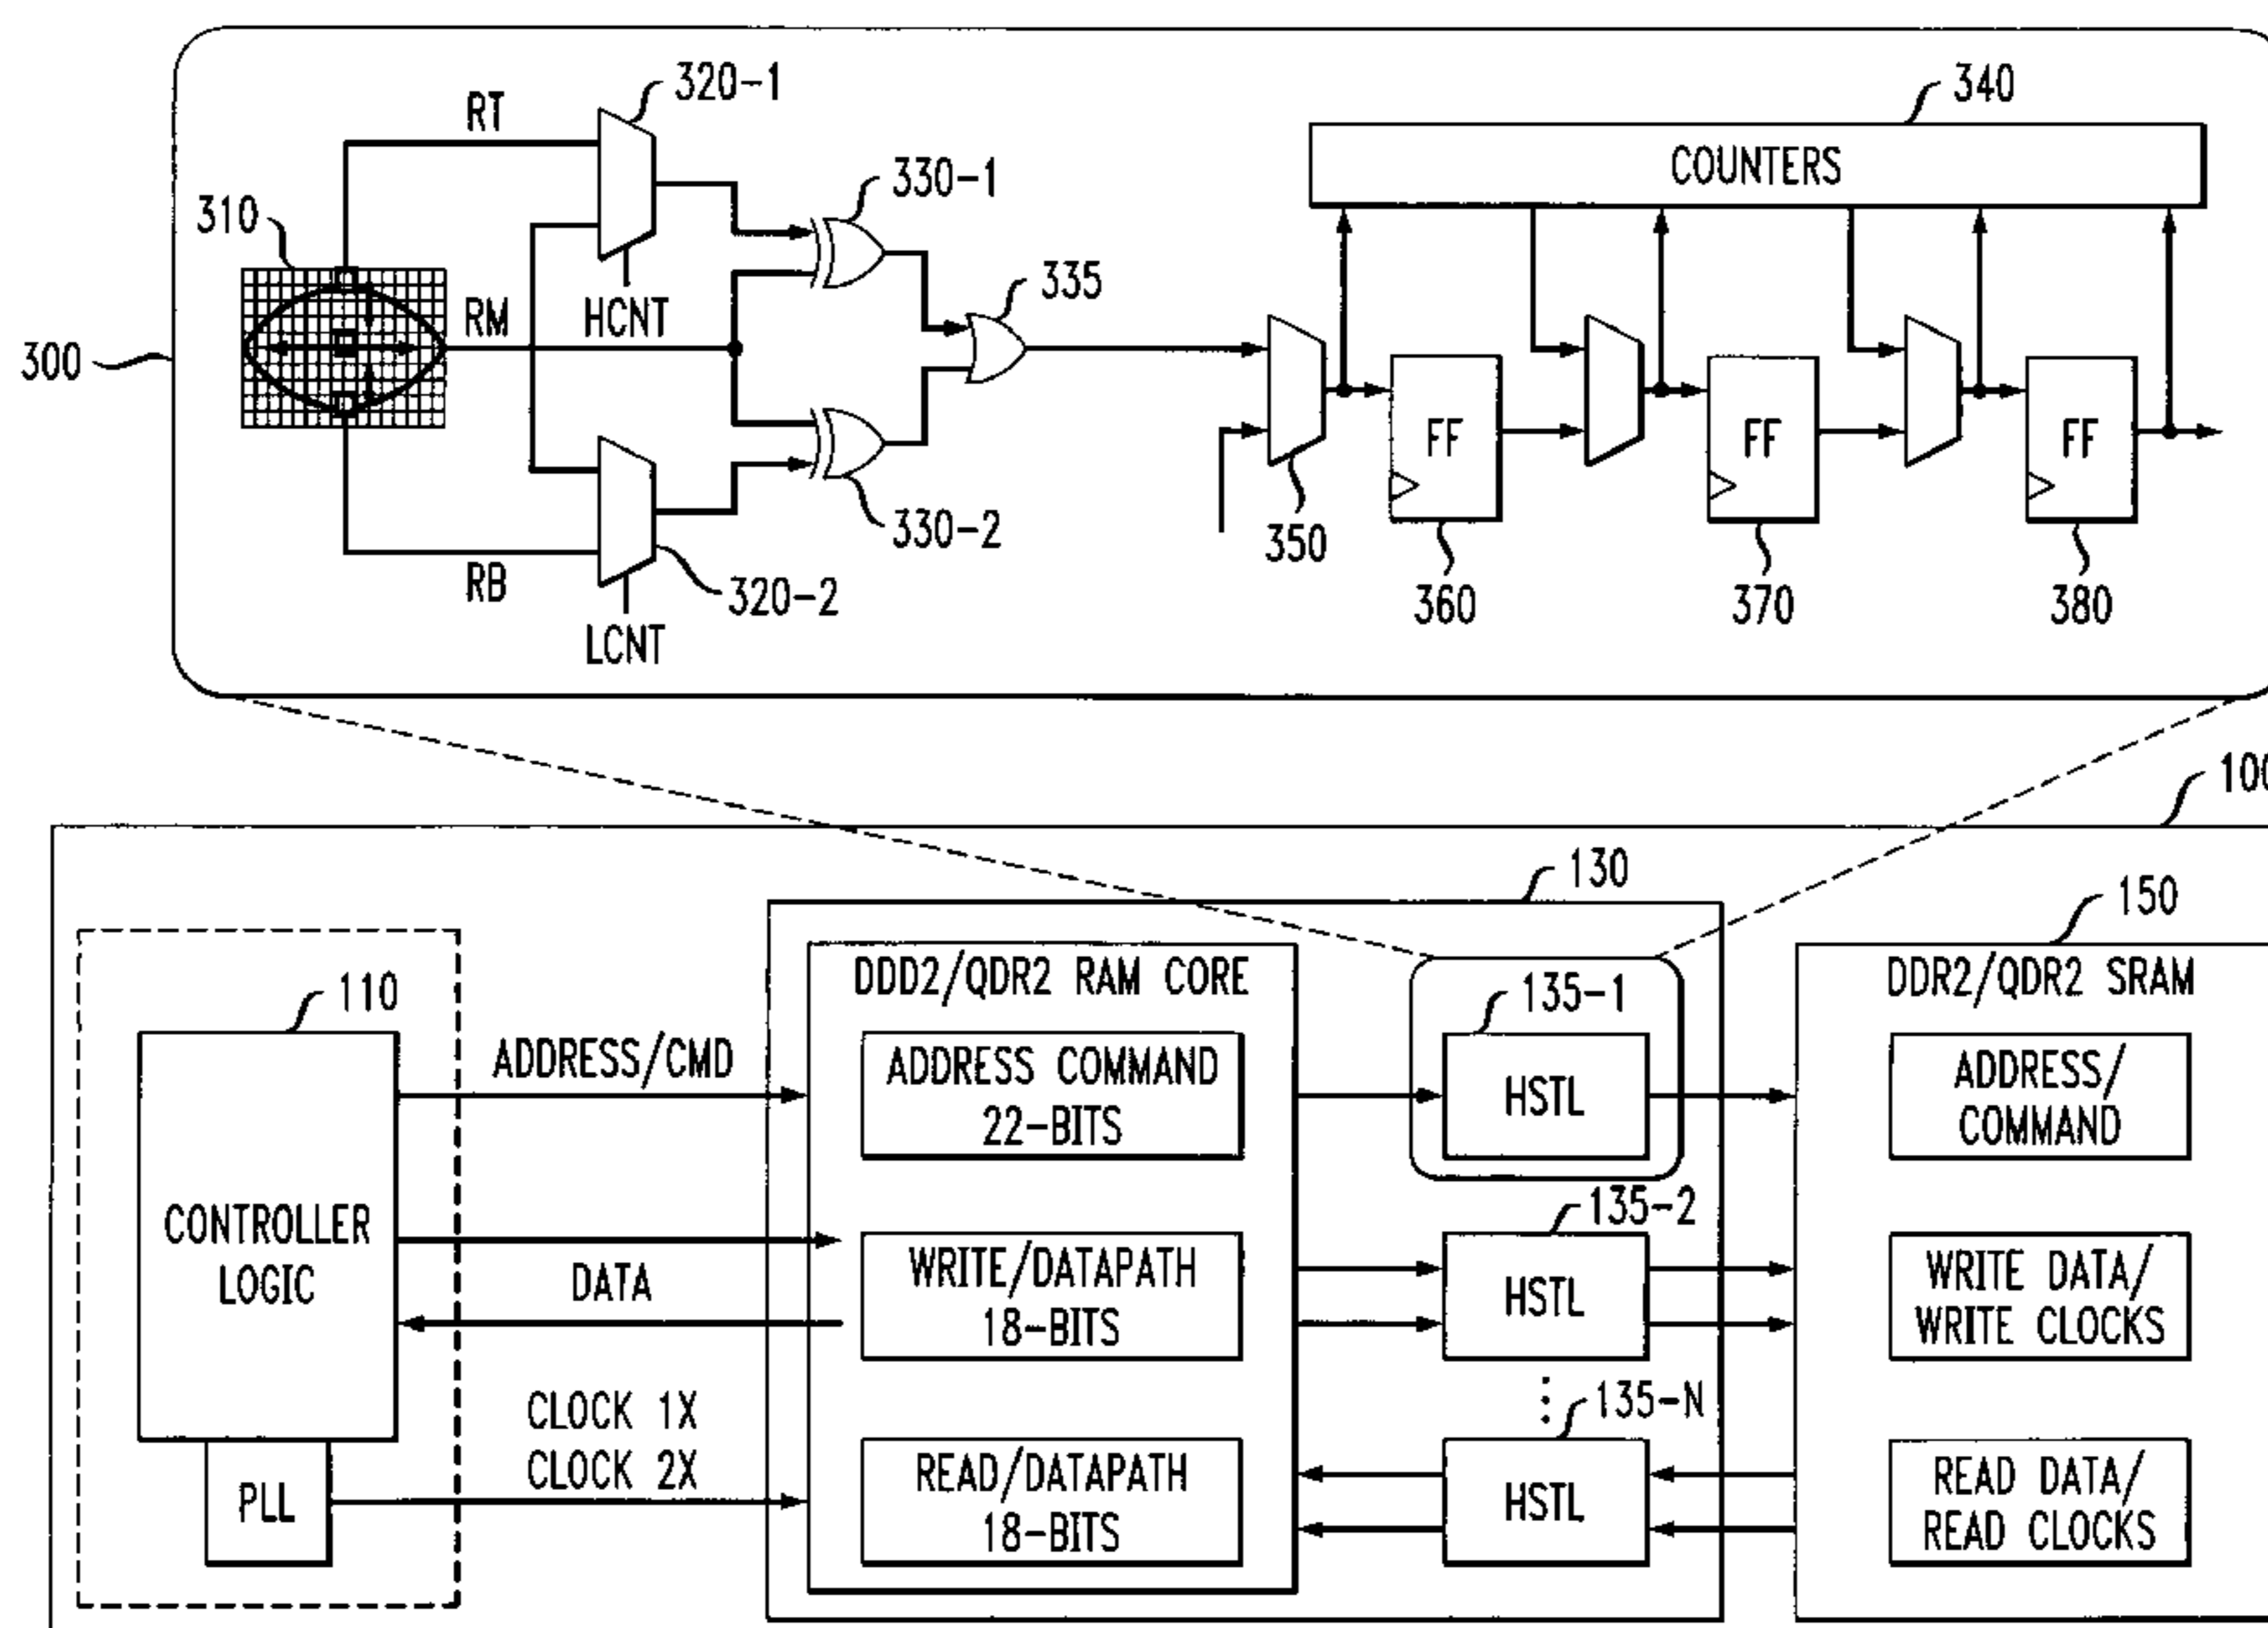 320-1
340
RT
COUNTERS
330-1
310
335
RM
HCNT
300
FF
FF
FF
330-2
350
RB
320-2
360
370
380
LCNT
100
130
150
DDD2/QDR2 RAM CORE
DDR2/QDR2 SRAM
110
135-1
ADDRESS/CMD
ADDRESS COMMAND
22-BITS
HSTL
ADDRESS/
COMMAND
135-2
CONTROLLER
LOGIC
DATA
WRITE/DATAPATH
18-BITS
HSTL
WRITE DATA/
WRITE CLOCKS
135-N
CLOCK 1X
CLOCK 2X
PLL
READ/DATAPATH
18-BITS
HSTL
READ DATA/
READ CLOCKS